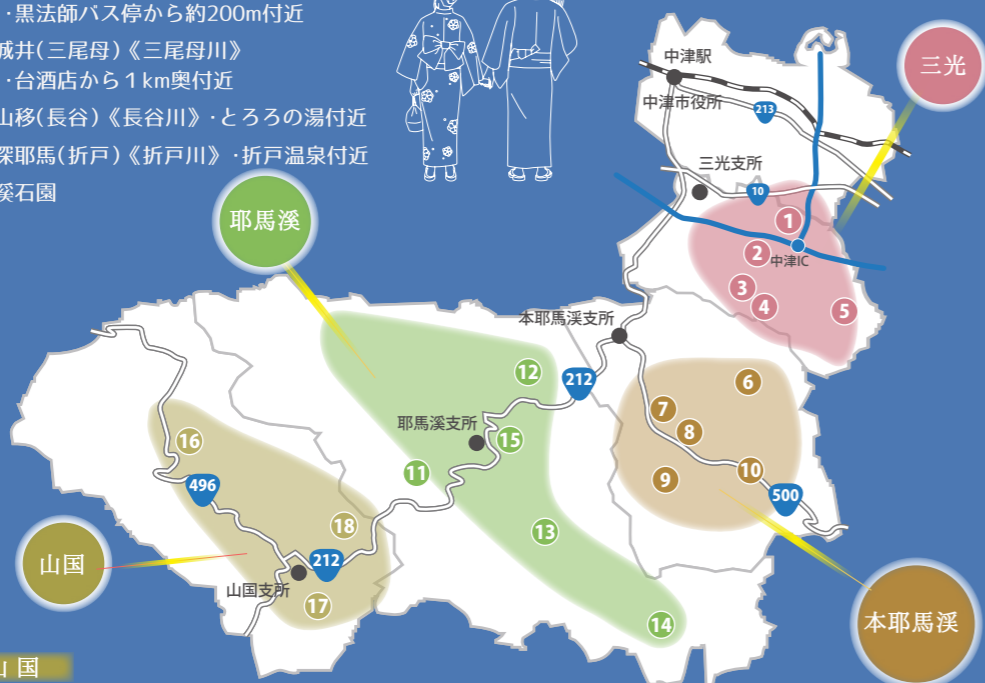 ・黒法師バス停から約200m付近
城井(三尾母)《三尾母川》
・台酒店から1km奥付近
山移(長谷)《長谷川》・とろろの湯付近
深耶馬(折戸)《折戸川》・折戸温泉付近
溪石園
中津駅
三光
中津市役所
213
三光支所
10
耶馬溪
1
2
中津IC
3
4
5
本耶馬渓支所
12
212
6
7
耶馬溪支所
15
8
16
11
10
9
496
500
18
13
山国
212
山国支所
17
14
本耶馬渓
山国